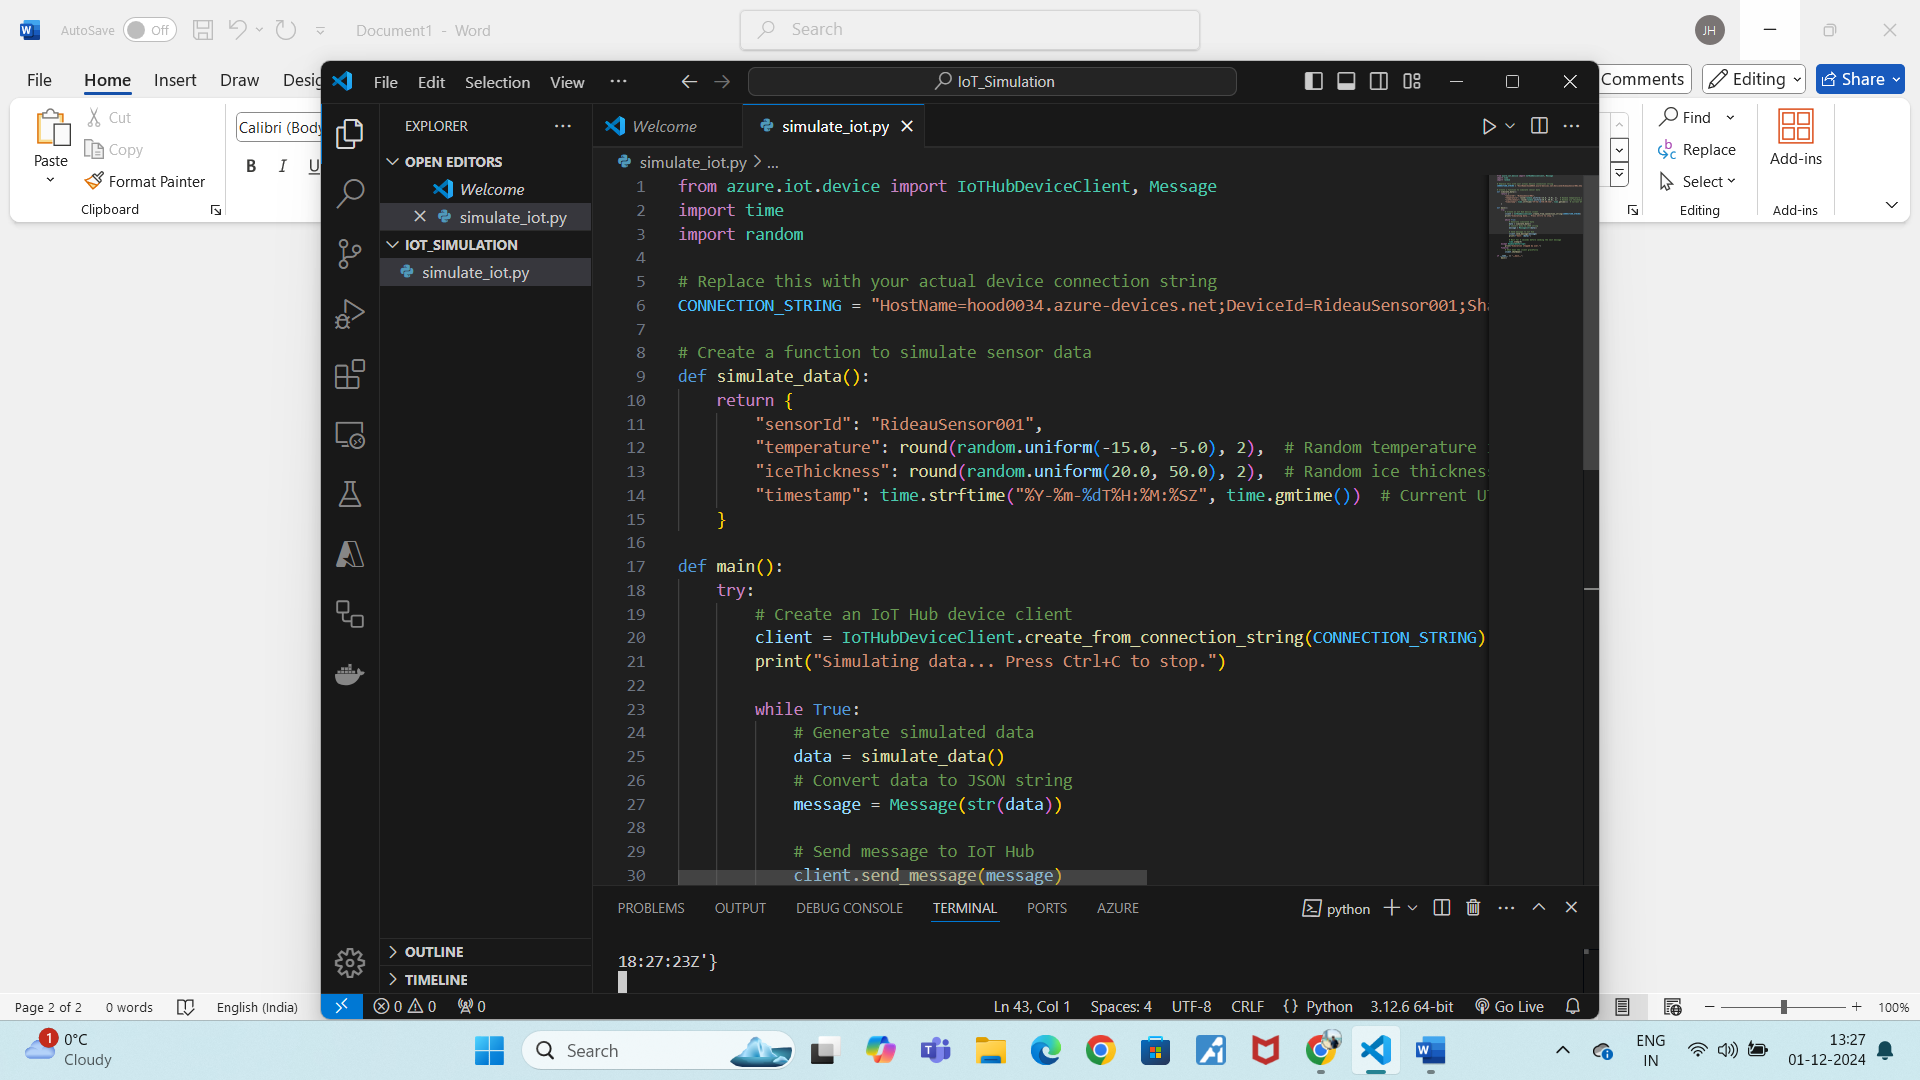 AutoSave Off Document1 - Word Search JH
File Home Insert Draw Desig Comments Editing Share
Paste Cut Copy Format Painter Clipboard
Calibri (Body
B I U
Find Replace Select Editing
Add-ins Add-ins
File Edit Selection View ... IoT_Simulation
EXPLORER ...
OPEN EDITORS
Welcome
simulate_iot.py
IOT_SIMULATION
simulate_iot.py
OUTLINE
TIMELINE
Welcome simulate_iot.py
simulate_iot.py > ...
1 from azure.iot.device import IoTHubDeviceClient, Message
2 import time
3 import random
4
5 # Replace this with your actual device connection string
6 CONNECTION_STRING = "HostName=hood0034.azure-devices.net;DeviceId=RideauSensor001;Sha
7
8 # Create a function to simulate sensor data
9 def simulate_data():
10 return {
11 "sensorId": "RideauSensor001",
12 "temperature": round(random.uniform(-15.0, -5.0), 2), # Random temperature
13 "iceThickness": round(random.uniform(20.0, 50.0), 2), # Random ice thicknes
14 "timestamp": time.strftime("%Y-%m-%dT%H:%M:%SZ", time.gmtime()) # Current UT
15 }
16
17 def main():
18 try:
19 # Create an IoT Hub device client
20 client = IoTHubDeviceClient.create_from_connection_string(CONNECTION_STRING)
21 print("Simulating data... Press Ctrl+C to stop.")
22
23 while True:
24 # Generate simulated data
25 data = simulate_data()
26 # Convert data to JSON string
27 message = Message(str(data))
28
29 # Send message to IoT Hub
30 client.send_message(message)
PROBLEMS OUTPUT DEBUG CONSOLE TERMINAL PORTS AZURE python
18:27:23Z'}
0 0 0 Ln 43, Col 1 Spaces: 4 UTF-8 CRLF {} Python 3.12.6 64-bit Go Live
Page 2 of 2 0 words English (India) 100%
1 0°C Cloudy
Search
ENG IN
13:27
01-12-2024